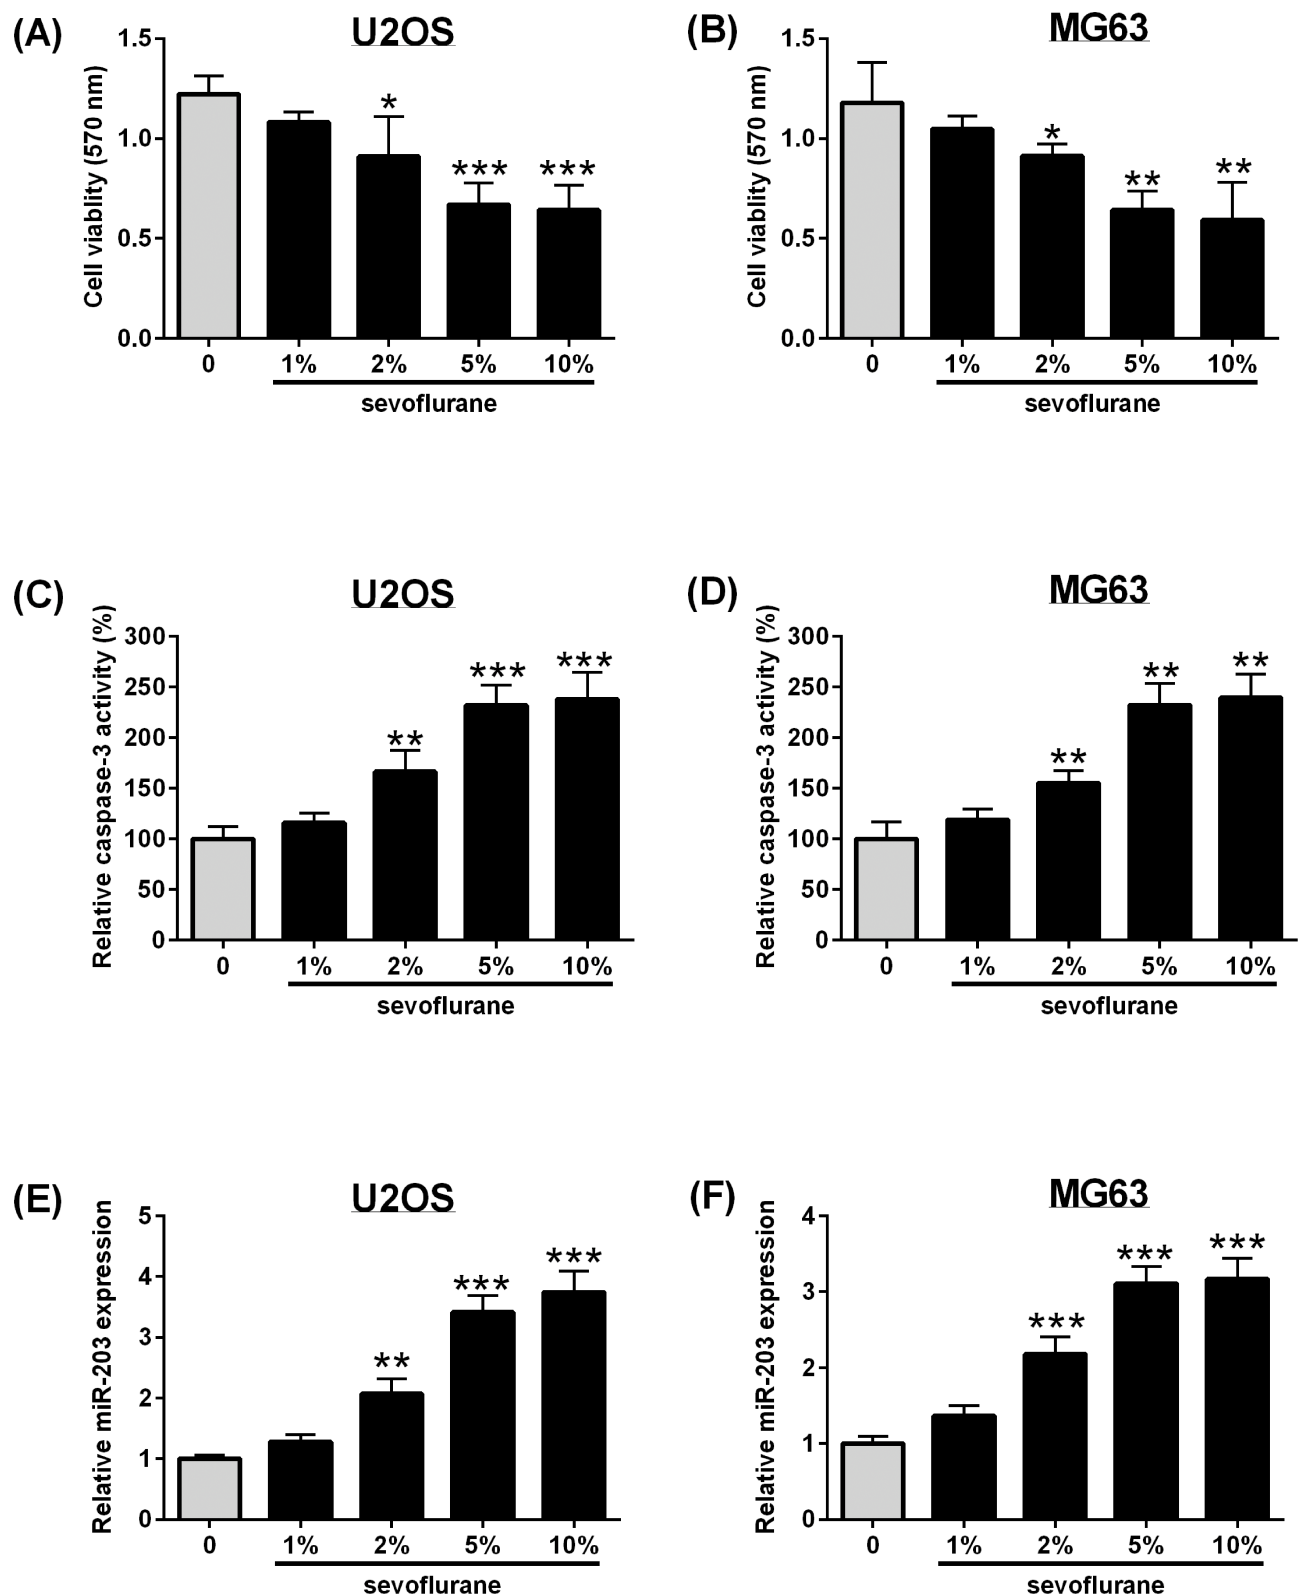 (A)
U2OS
Cell viablity (570 nm)
1.5
1.0
0.5
0.0
*
***
***
0 1% 2% 5% 10%
sevoflurane
(B)
MG63
Cell viablity (570 nm)
1.5
1.0
0.5
0.0
*
**
**
0 1% 2% 5% 10%
sevoflurane
(C)
U2OS
Relative caspase-3 activity (%)
300
250
200
150
100
50
0
**
***
***
0 1% 2% 5% 10%
sevoflurane
(D)
MG63
Relative caspase-3 activity (%)
300
250
200
150
100
50
0
**
**
**
0 1% 2% 5% 10%
sevoflurane
(E)
U2OS
Relative miR-203 expression
5
4
3
2
1
0
**
***
***
0 1% 2% 5% 10%
sevoflurane
(F)
MG63
Relative miR-203 expression
4
3
2
1
0
***
***
***
0 1% 2% 5% 10%
sevoflurane